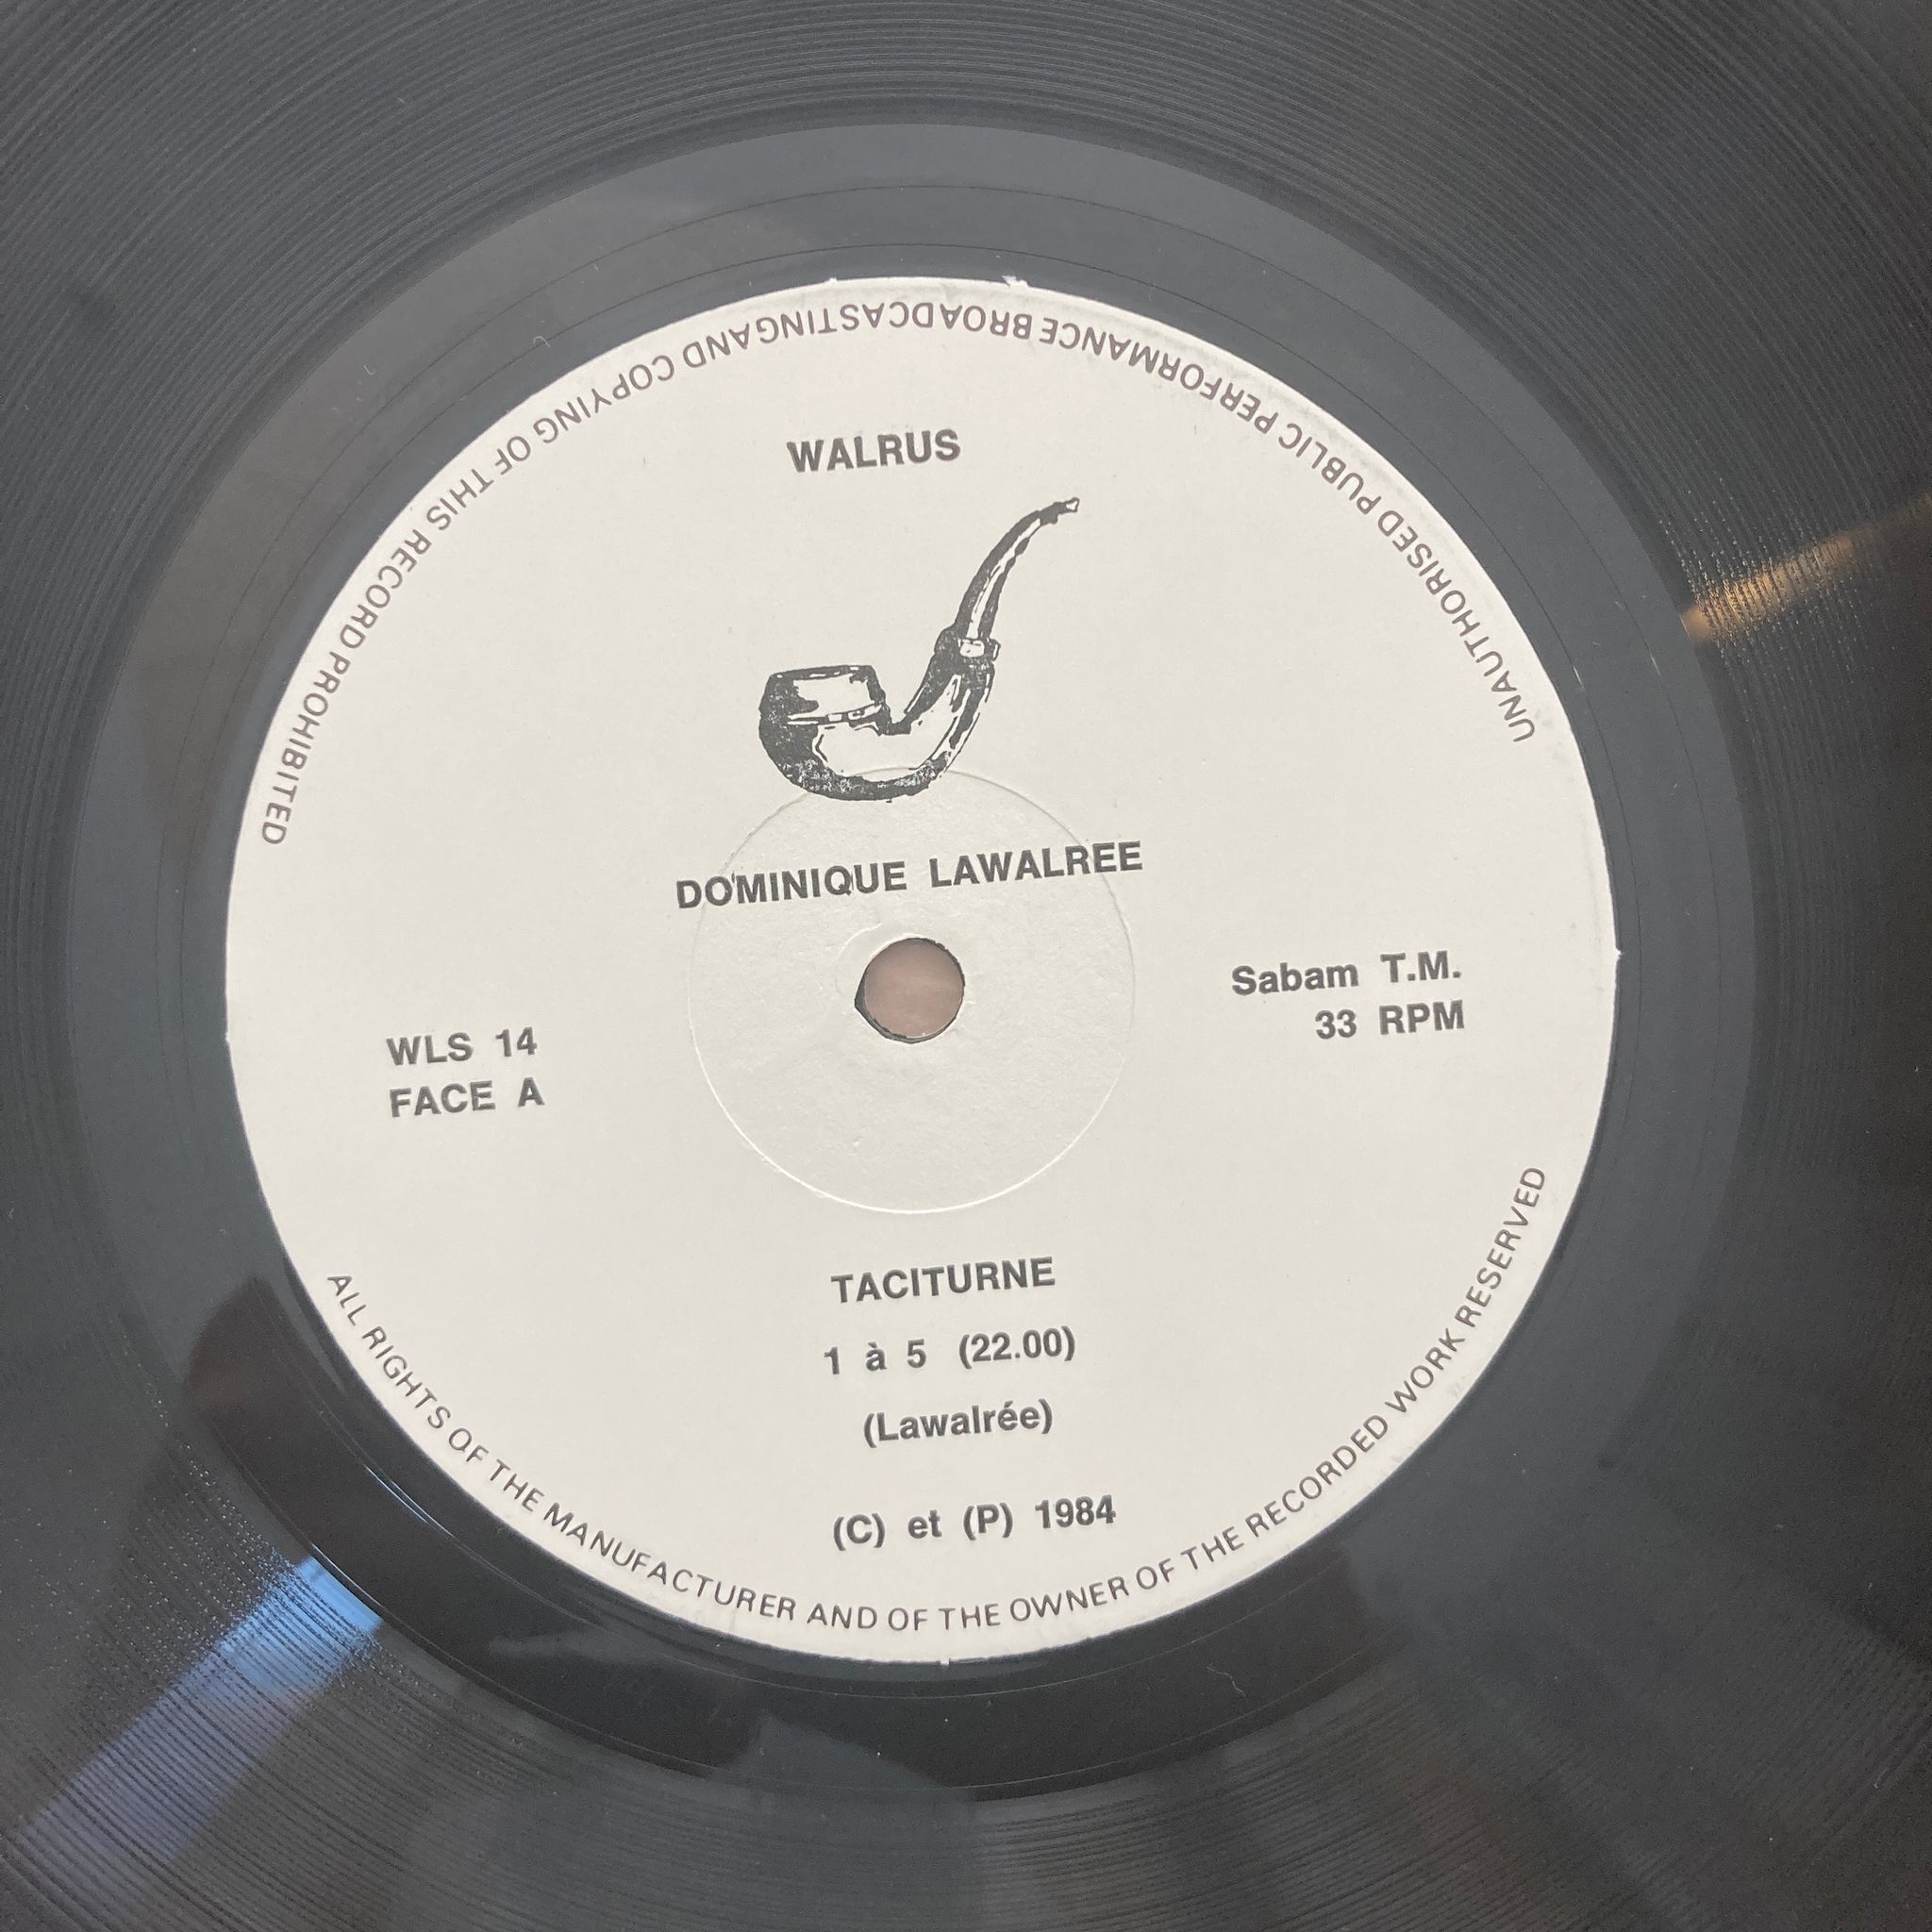 UNAUTHORISED PUBLIC PERFORMANCE BROADCASTING AND COPYING OF THIS RECORD PROHIBITED
WALRUS
DOMINIQUE LAWALREE
Sabam T.M.
33 RPM
WLS 14
FACE A
TACITURNE
1 à 5 (22.00)
(Lawalrée)
(C) et (P) 1984
ALL RIGHTS OF THE MANUFACTURER AND OF THE OWNER OF THE RECORDED WORK RESERVED